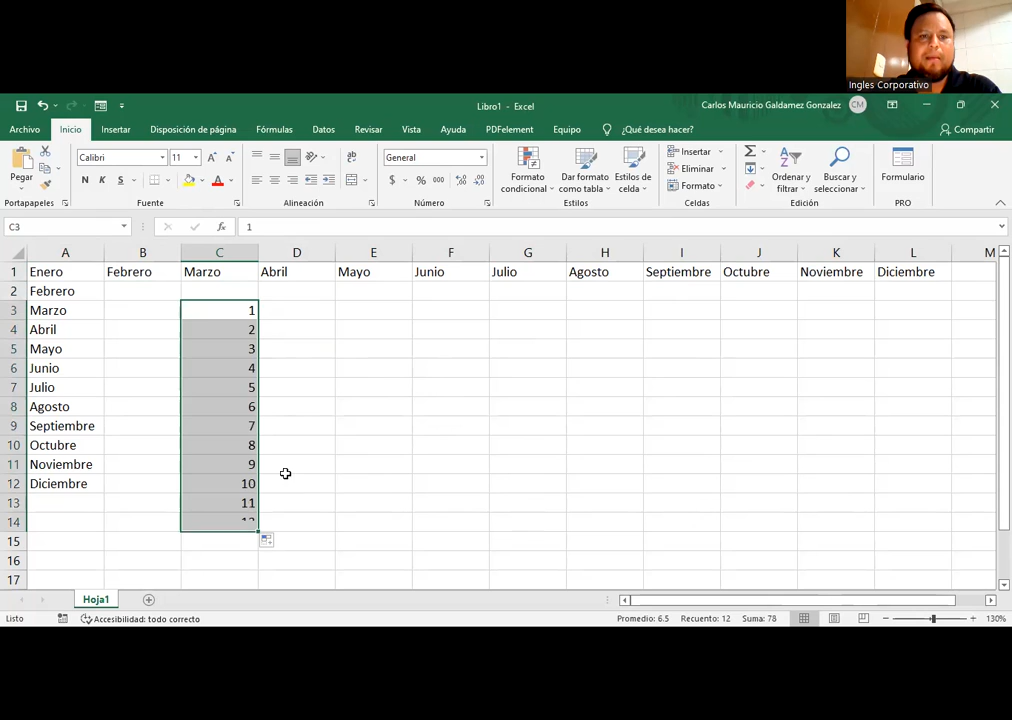 Ingles Corporativo
Libro1 - Excel
Carlos Mauricio Galdamez Gonzalez CM
Archivo Inicio Insertar Disposición de página Fórmulas Datos Revisar Vista Ayuda PDFelement Equipo ¿Qué desea hacer? Compartir
Pegar
Calibri 11
N K S
General
$ % 000
Formato condicional
Dar formato como tabla
Estilos de celda
Insertar
Eliminar
Formato
Ordenar y filtrar
Buscar y seleccionar
Formulario
Portapapeles Fuente Alineación Número Estilos Celdas Edición PRO
C3 fx 1
A B C D E F G H I J K L M
1 Enero Febrero Marzo Abril Mayo Junio Julio Agosto Septiembre Octubre Noviembre Diciembre
2 Febrero
3 Marzo 1
4 Abril 2
5 Mayo 3
6 Junio 4
7 Julio 5
8 Agosto 6
9 Septiembre 7
10 Octubre 8
11 Noviembre 9
12 Diciembre 10
13 11
14
15
16
17
Hoja1
Listo Accesibilidad: todo correcto Promedio: 6.5 Recuento: 12 Suma: 78 130%